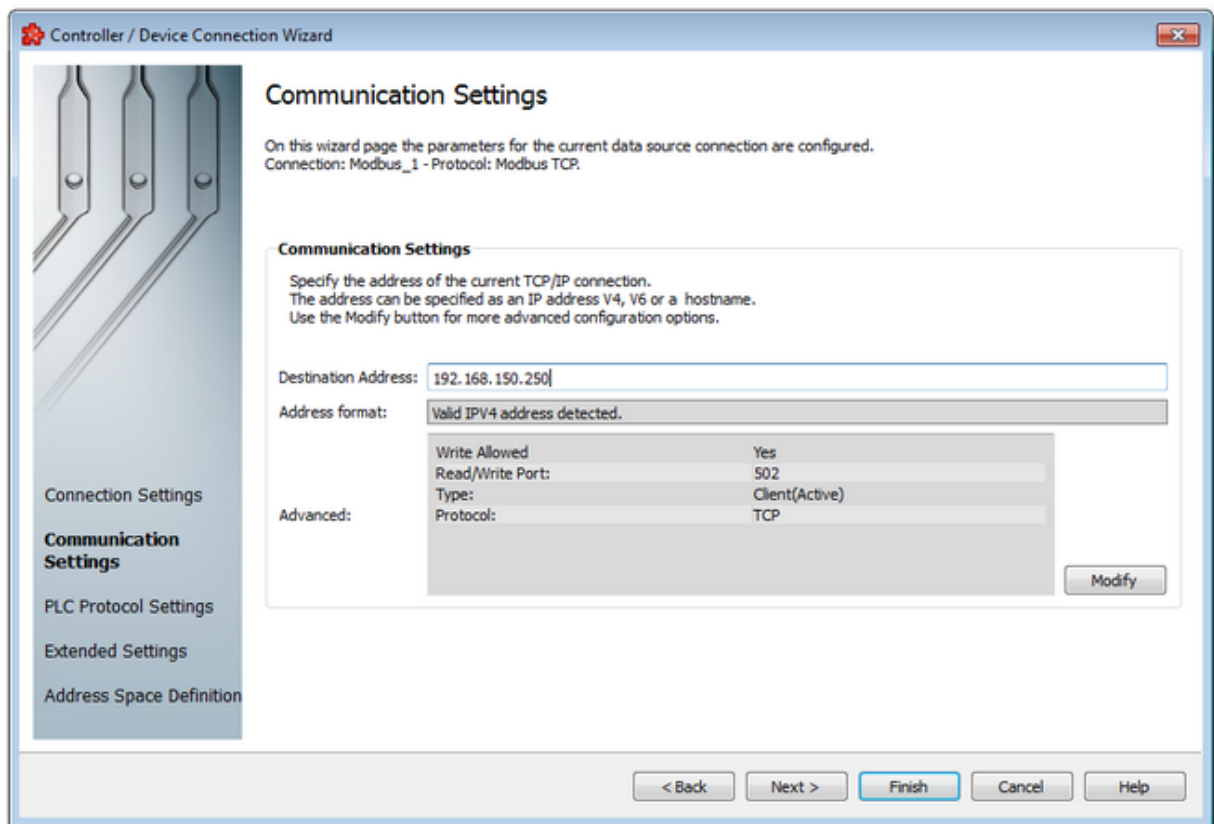 Controller / Device Connection Wizard
Communication Settings
On this wizard page the parameters for the current data source connection are configured.
Connection: Modbus_1 - Protocol: Modbus TCP.
Communication Settings
Specify the address of the current TCP/IP connection.
The address can be specified as an IP address V4, V6 or a hostname.
Use the Modify button for more advanced configuration options.
Destination Address: 192.168.150.250
Address format: Valid IPV4 address detected.
Write Allowed Yes
Read/Write Port: 502
Type: Client(Active)
Advanced: Protocol: TCP
Modify
Connection Settings
Communication
Settings
PLC Protocol Settings
Extended Settings
Address Space Definition
< Back Next > Finish Cancel Help